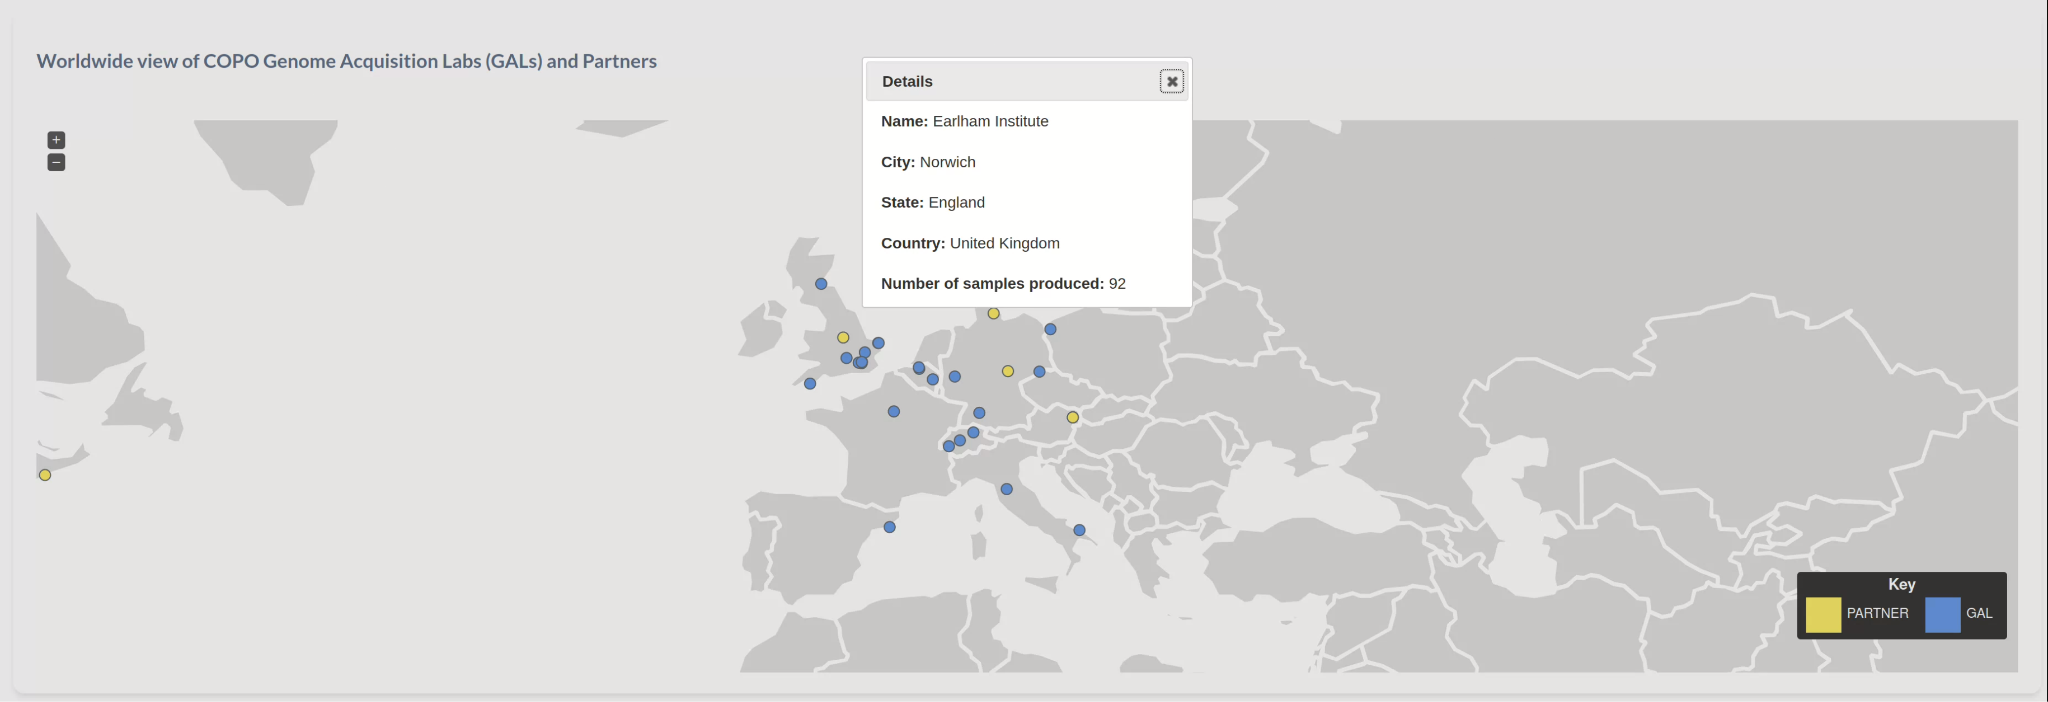 Worldwide view of COPO Genome Acquisition Labs (GALs) and Partners
Details
Name: Earlham Institute
City: Norwich
State: England
Country: United Kingdom
Number of samples produced: 92
+
−
Key
PARTNER GAL